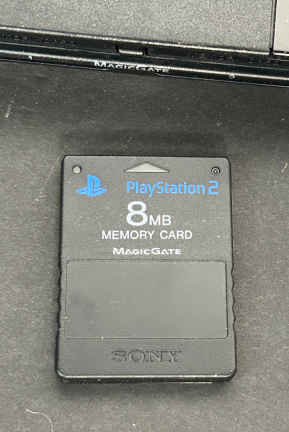 MAGICGATE
PlayStation 2
8MB
MEMORY CARD
MAGICGATE
SONY